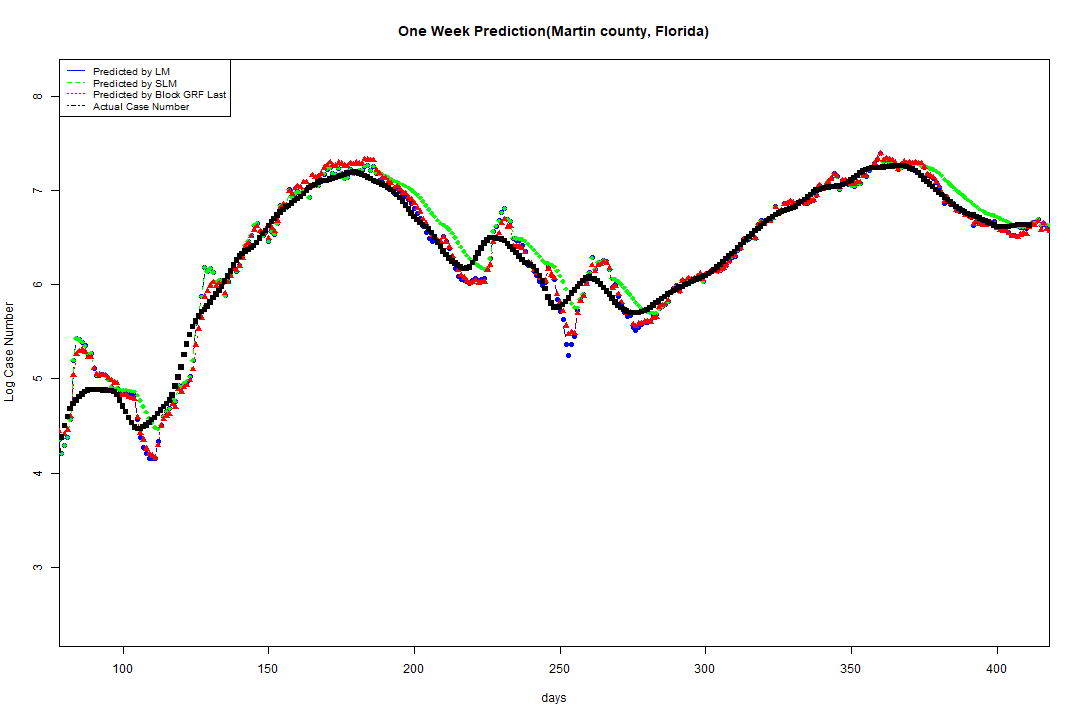 One Week Prediction(Martin county, Florida)
Predicted by LM
Predicted by SLM
Predicted by Block GRF Last
Actual Case Number
8
7
6
5
4
3
Log Case Number
100 150 200 250 300 350 400
days